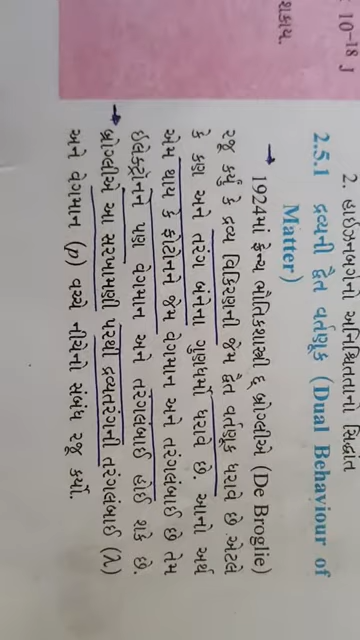 10⁻¹⁸ J
શકાય.
2. હાઈઝનબર્ગનો અનિશ્ચિતતાનો સિદ્ધાંત
2.5.1 દ્રવ્યની દ્વૈત વર્તણૂક (Dual Behaviour of
Matter)
→ 1924માં ફ્રેન્ચ ભૌતિકશાસ્ત્રી દ્ બ્રોગ્લીએ (De Broglie)
રજૂ કર્યું કે દ્રવ્ય વિકિરણની જેમ દ્વૈત વર્તણૂક ધરાવે છે એટલે
કે કણ અને તરંગ બંનેના ગુણધર્મો ધરાવે છે. આનો અર્થ
એમ થાય કે ફોટોનને જેમ વેગમાન અને તરંગલંબાઈ છે તેમ
ઈલેક્ટ્રોનને પણ વેગમાન અને તરંગલંબાઈ હોઈ શકે છે.
→ બ્રોગ્લીએ આ સરખામણી પરથી દ્રવ્યતરંગની તરંગલંબાઈ (λ)
અને વેગમાન (p) વચ્ચે નીચેનો સંબંધ રજૂ કર્યો.